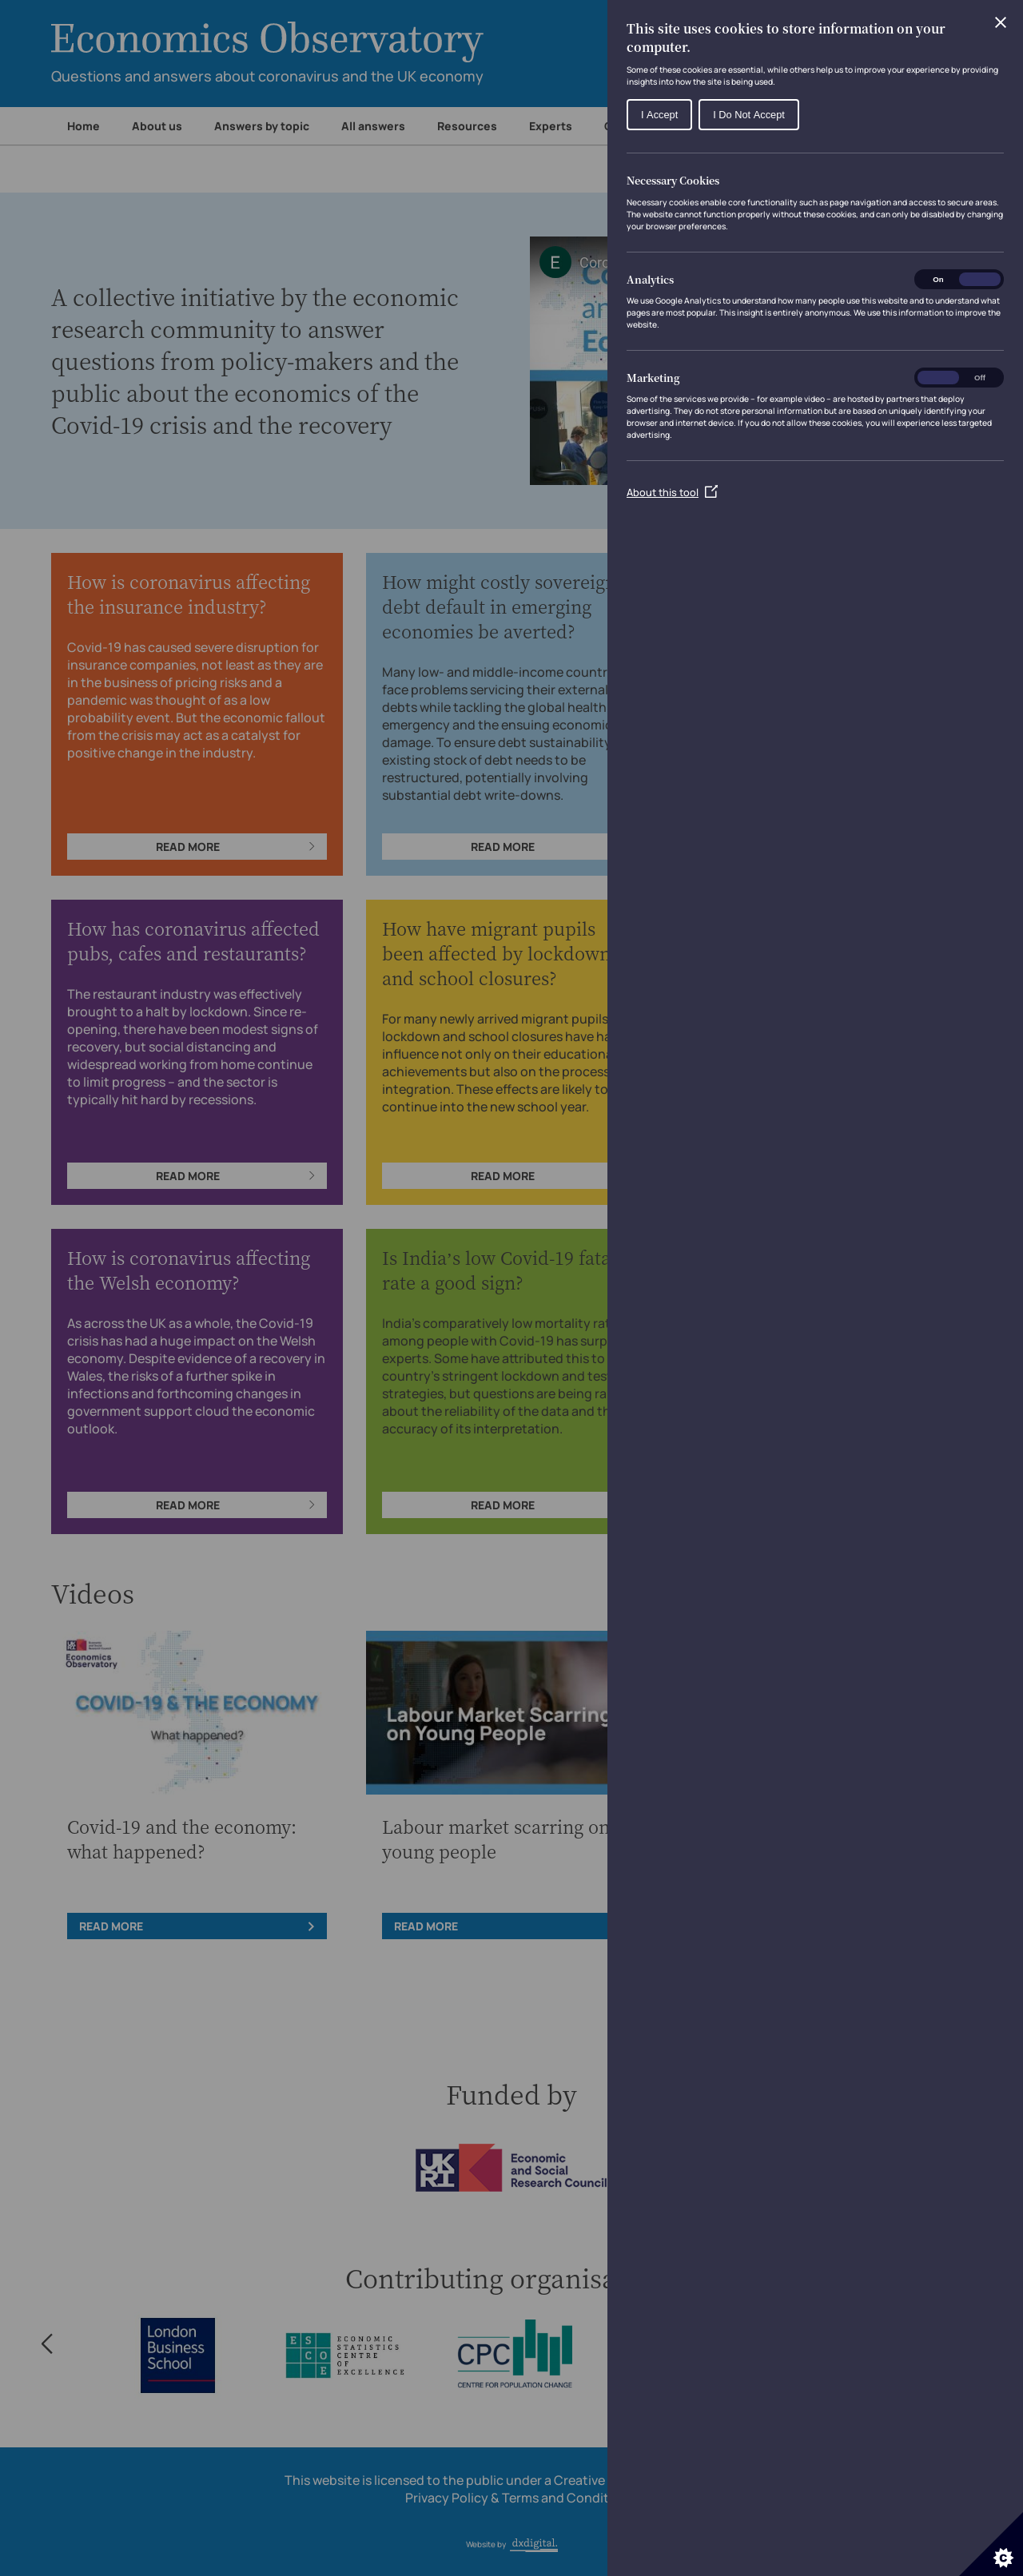 Economics Observatory
Questions and answers about coronavirus and the UK economy
Home
About us
Answers by topic
All answers
Resources
Experts
A collective initiative by the economic
research community to answer
questions from policy-makers and the
public about the economics of the
Covid-19 crisis and the recovery
E
How is coronavirus affecting
the insurance industry?
Covid-19 has caused severe disruption for
insurance companies, not least as they are
in the business of pricing risks and a
pandemic was thought of as a low
probability event. But the economic fallout
from the crisis may act as a catalyst for
positive change in the industry.
READ MORE
How might costly sovereign
debt default in emerging
economies be averted?
Many low- and middle-income
face problems servicing their external
debts while tackling the global health
emergency and the ensuing economic
damage. To ensure debt sustainability
existing stock of debt needs to be
restructured, potentially involving
substantial debt write-downs.
READ MORE
How has coronavirus affected
pubs, cafes and restaurants?
The restaurant industry was effectively
brought to a halt by lockdown. Since re-
opening, there have been modest signs of
recovery, but social distancing and
widespread working from home continue
to limit progress – and the sector is
typically hit hard by recessions.
READ MORE
How have migrant pupils
been affected by lockdown
and school closures?
For many newly arrived migrant pupils
lockdown and school closures have
influence not only on their educational
achievements but also on the process
integration. These effects are likely to
continue into the new school year.
READ MORE
How is coronavirus affecting
the Welsh economy?
As across the UK as a whole, the Covid-19
crisis has had a huge impact on the Welsh
economy. Despite evidence of a recovery in
Wales, the risks of a further spike in
infections and forthcoming changes in
government support cloud the economic
outlook.
READ MORE
Is India’s low Covid-19
rate a good sign?
India’s comparatively low mortality
among people with Covid-19 has
experts. Some have attributed this to
country’s stringent lockdown and
strategies, but questions are being
about the reliability of the data and
accuracy of its interpretation.
READ MORE
Videos
Economics
Observatory
COVID-19 & THE ECONOMY
What happened?
Labour Market Scarring
on Young People
Covid-19 and the economy:
what happened?
READ MORE
Labour market scarring on
young people
READ MORE
Funded by
UKRI
Economic
and Social
Research Council
Contributing
London
Business
School
ESCOE
ECONOMIC
STATISTICS
CENTRE
OF
EXCELLENCE
CPC
CENTRE FOR POPULATION CHANGE
This website is licensed to the public under a Creative
Privacy Policy & Terms and
Website by dxdigital.
This site uses cookies to store information on your
computer.
Some of these cookies are essential, while others help us to improve your experience by providing
insights into how the site is being used.
I Accept
I Do Not Accept
Necessary Cookies
Necessary cookies enable core functionality such as page navigation and access to secure areas.
The website cannot function properly without these cookies, and can only be disabled by changing
your browser preferences.
Analytics
On
We use Google Analytics to understand how many people use this website and to understand what
pages are most popular. This insight is entirely anonymous. We use this information to improve the
website.
Marketing
Off
Some of the services we provide – for example video – are hosted by partners that deploy
advertising. They do not store personal information but are based on uniquely identifying your
browser and internet device. If you do not allow these cookies, you will experience less targeted
advertising.
About this tool